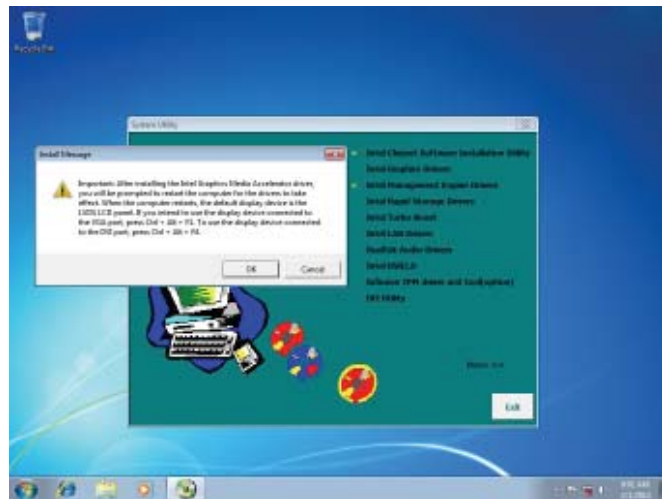 Recycle Bin
System Utility
Install Message
Important: After installing the Intel Graphics Media Accelerator driver,
you will be prompted to restart the computer for the drivers to take
effect. When the computer restarts, the default display device is the
LVDS LCD panel. If you intend to use the display device connected
to the VGA port, press Ctrl + Alt + F1. To use the display device connected
to the DVI port, press Ctrl + Alt +
OK
Cancel
Intel Chipset Software Installation Utility
Intel Graphics Drivers
Intel Management Engine Drivers
Intel Rapid Storage Drivers
Intel Turbo Boost
Intel LAN Drivers
Realtek Audio Drivers
Infineon TPM driver and tool(option)
Utility
More >>
Exit
AM